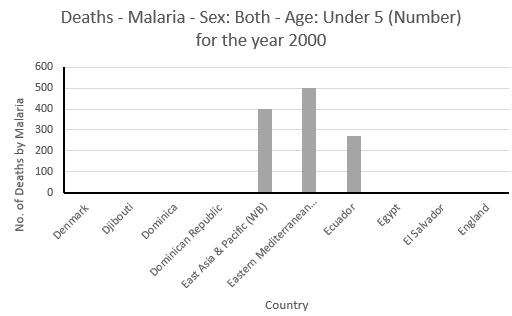 Deaths - Malaria - Sex: Both - Age: Under 5 (Number)
for the year 2000
600
500
400
300
200
100
0
No. of Deaths by Malaria
Denmark
Djibouti
Dominica
Dominican Republic
East Asia & Pacific (WB)
Eastern Mediterranean...
Ecuador
Egypt
El Salvador
England
Country